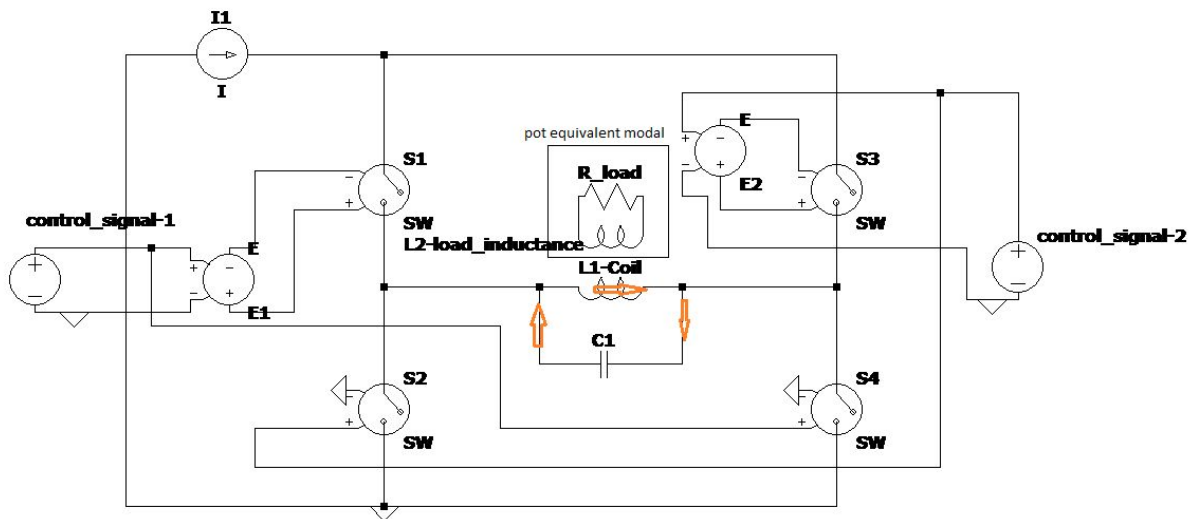 I1
I
pot equivalent modal
E
S1
R_load
S3
E2
control_signal-1
SW
SW
L2-load_inductance
control_signal-2
E
L1-Coil
E1
C1
S2
S4
SW
SW